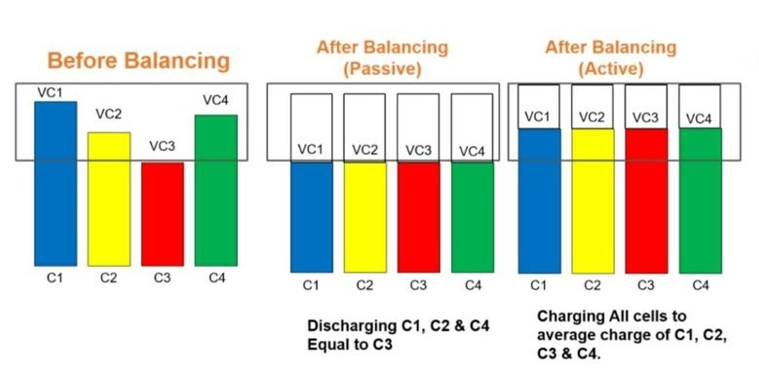 Before Balancing
VC1
VC2
VC3
VC4
C1 C2 C3 C4
After Balancing
(Passive)
VC1 VC2 VC3 VC4
C1 C2 C3 C4
Discharging C1, C2 & C4
Equal to C3
After Balancing
(Active)
VC1 VC2 VC3 VC4
C1 C2 C3 C4
Charging All cells to
average charge of C1, C2,
C3 & C4.